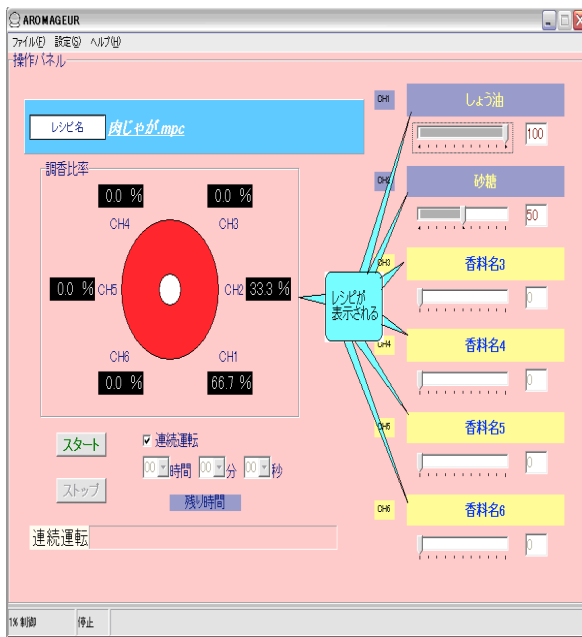 AROMAGEUR
ファイル(F) 設定(S) ヘルプ(H)
操作パネル
レシピ名 肉じゃが.mpc
調香比率
0.0 % 0.0 %
CH4 CH3
0.0 % CH5 CH2 33.3 %
CH6 CH1
0.0 % 66.7 %
スタート
連続運転
00 時間 00 分 00 秒
ストップ
残り時間
連続運転
CH1 しょう油
100
CH2 砂糖
50
CH3 香料名3
0
レシピが
表示される
CH4 香料名4
0
CH5 香料名5
0
CH6 香料名6
0
1% 制御 停止